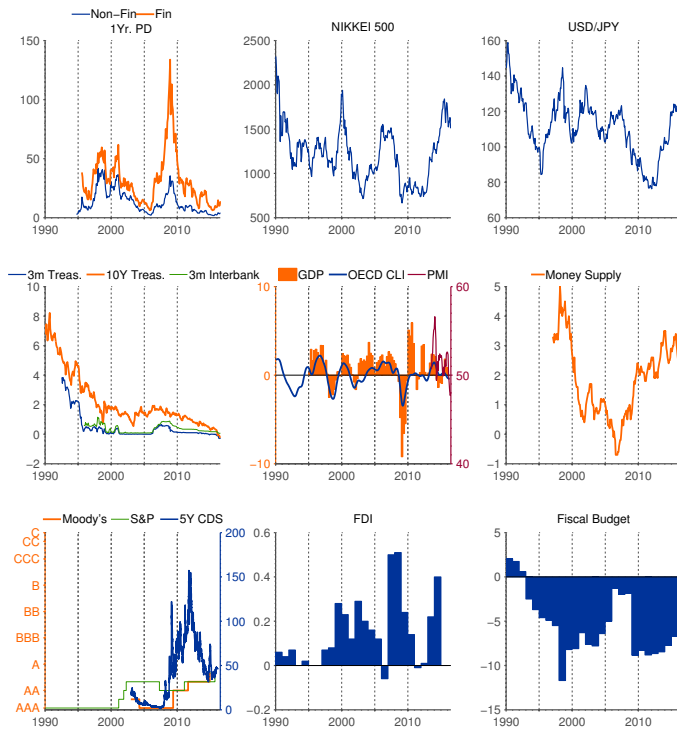 Non−Fin Fin
1Yr. PD
150
100
50
0
1990 2000 2010
NIKKEI 500
2500
2000
1500
1000
500
1990 2000 2010
USD/JPY
160
140
120
100
80
60
1990 2000 2010
3m Treas. 10Y Treas. 3m Interbank
10
8
6
4
2
0
−2
1990 2000 2010
GDP OECD CLI PMI
10
0
−10
60
50
40
1990 2000 2010
Money Supply
5
4
3
2
1
0
−1
1990 2000 2010
Moody's S&P 5Y CDS
C
CC
CCC
B
BB
BBB
A
AA
AAA
200
150
100
50
0
1990 2000 2010
FDI
0.6
0.4
0.2
0
−0.2
1990 2000 2010
Fiscal Budget
5
0
−5
−10
−15
1990 2000 2010